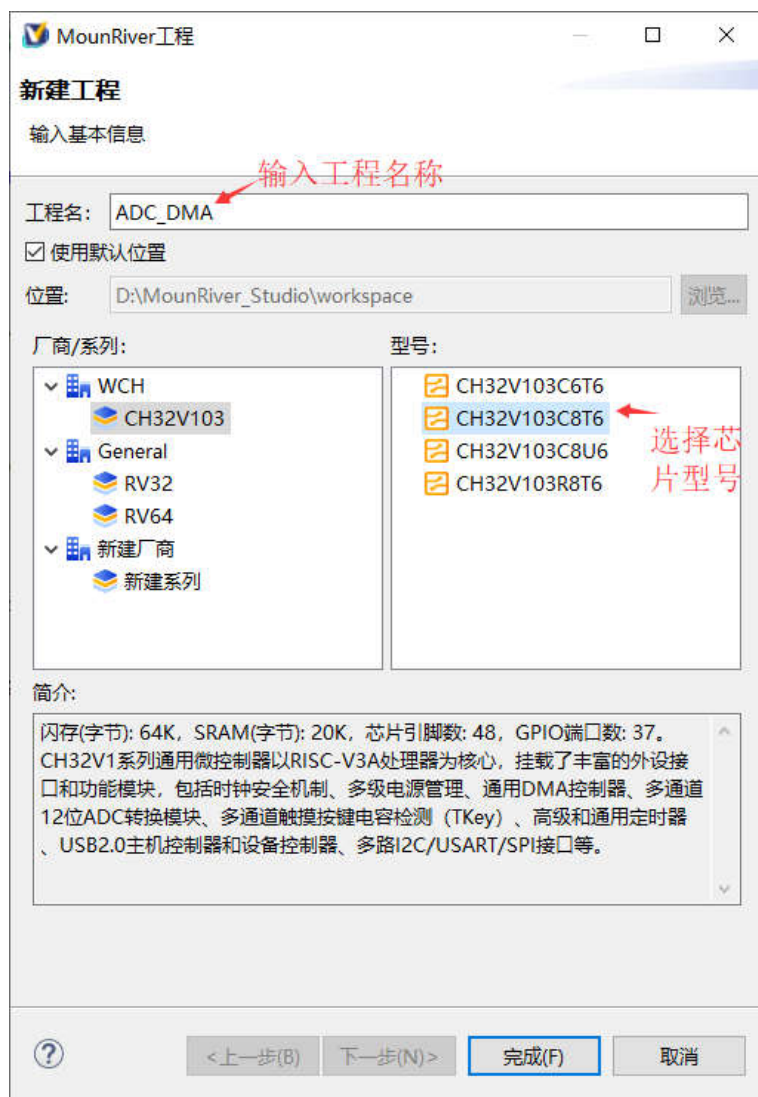 MounRiver工程
新建工程
输入基本信息
输入工程名称
工程名: ADC_DMA
使用默认位置
位置: D:\MounRiver_Studio\workspace 浏览...
厂商/系列:
WCH
CH32V103
General
RV32
RV64
新建厂商
新建系列
型号:
CH32V103C6T6
CH32V103C8T6
CH32V103C8U6
CH32V103R8T6
选择芯
片型号
简介:
闪存(字节): 64K, SRAM(字节): 20K, 芯片引脚数: 48, GPIO端口数: 37。
CH32V1系列通用微控制器以RISC-V3A处理器为核心，挂载了丰富的外设接
口和功能模块，包括时钟安全机制、多级电源管理、通用DMA控制器、多通道
12位ADC转换模块、多通道触摸按键电容检测（TKey）、高级和通用定时器
、USB2.0主机控制器和设备控制器、多路I2C/USART/SPI接口等。
?
<上一步(B) 下一步(N)> 完成(F) 取消